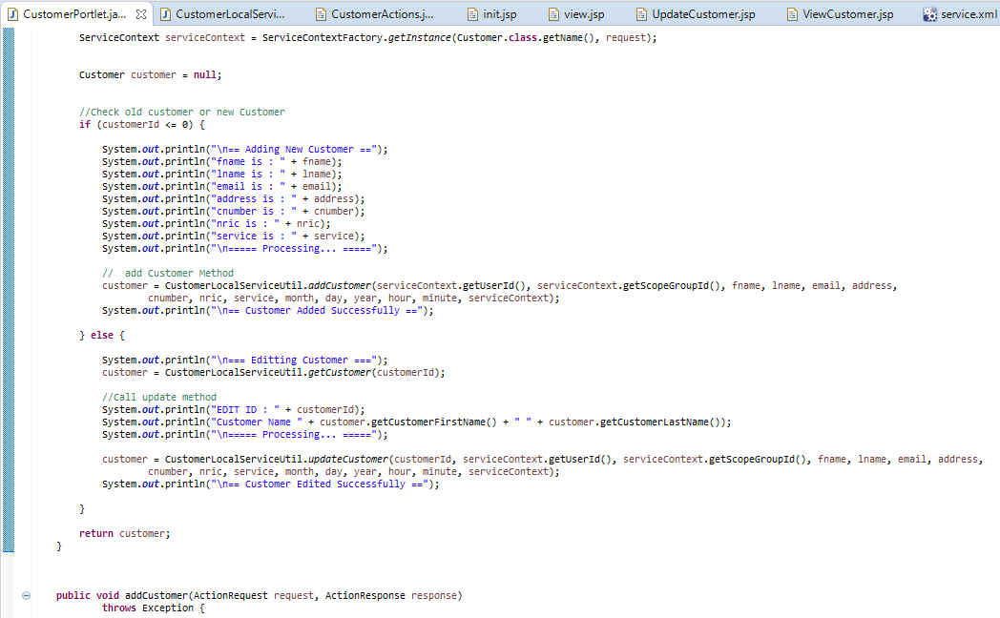 CustomerPortlet.ja... CustomerLocalServi... CustomerActions.j... init.jsp view.jsp UpdateCustomer.jsp ViewCustomer.jsp service.xml
ServiceContext serviceContext = ServiceContextFactory.getInstance(Customer.class.getName(), request);
Customer customer = null;
//Check old customer or new Customer
if (customerId <= 0) {
System.out.println("\n== Adding New Customer ==");
System.out.println("fname is : " + fname);
System.out.println("lname is : " + lname);
System.out.println("email is : " + email);
System.out.println("address is : " + address);
System.out.println("cnumber is : " + cnumber);
System.out.println("nric is : " + nric);
System.out.println("service is : " + service);
System.out.println("\n===== Processing... =====");
//  add Customer Method
customer = CustomerLocalServiceUtil.addCustomer(serviceContext.getUserId(), serviceContext.getScopeGroupId(), fname, lname, email, address,
cnumber, nric, service, month, day, year, hour, minute, serviceContext);
System.out.println("\n== Customer Added Successfully ==");
} else {
System.out.println("\n=== Editting Customer ===");
customer = CustomerLocalServiceUtil.getCustomer(customerId);
//Call update method
System.out.println("EDIT ID : " + customerId);
System.out.println("Customer Name " + customer.getCustomerFirstName() + " " + customer.getCustomerLastName());
System.out.println("\n===== Processing... =====");
customer = CustomerLocalServiceUtil.updateCustomer(customerId, serviceContext.getUserId(), serviceContext.getScopeGroupId(), fname, lname, email, address,
cnumber, nric, service, month, day, year, hour, minute, serviceContext);
System.out.println("\n== Customer Edited Successfully ==");
}
return customer;
}
public void addCustomer(ActionRequest request, ActionResponse response)
throws Exception {